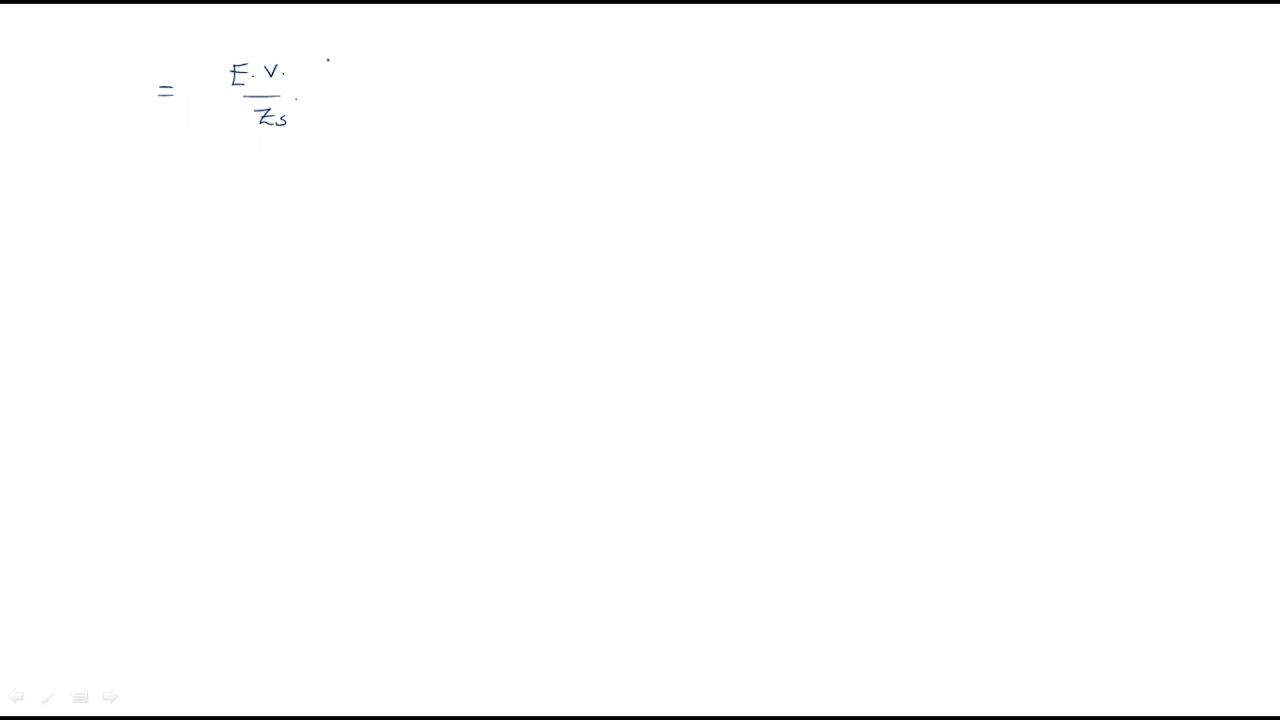 = E.V. / Zs